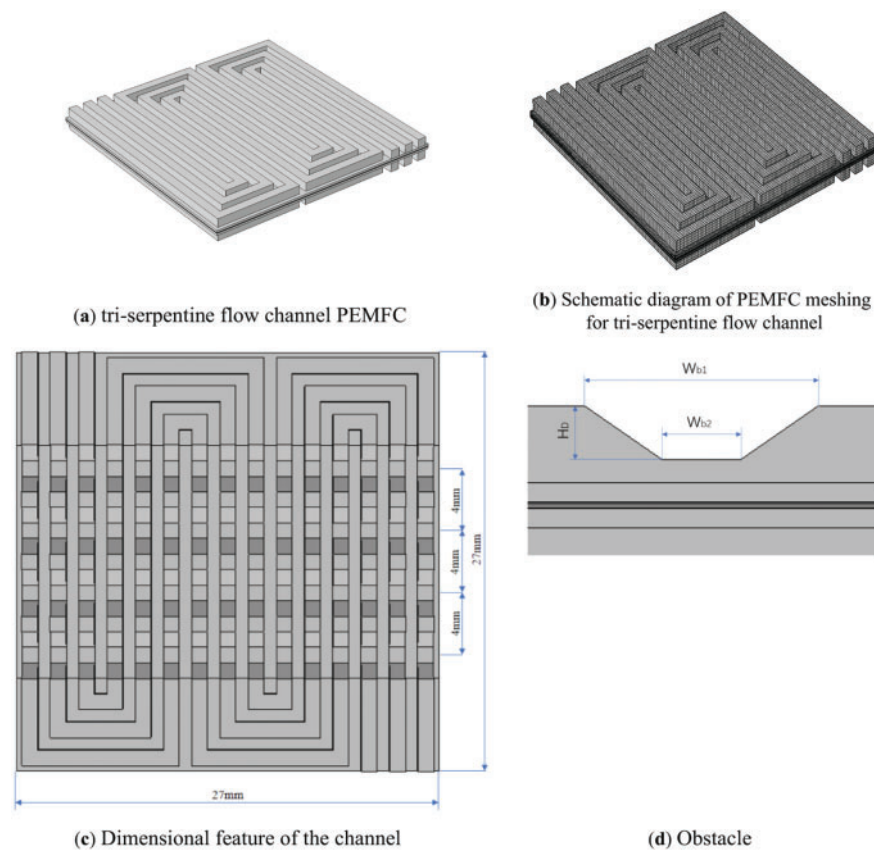 (a) tri-serpentine flow channel PEMFC
(b) Schematic diagram of PEMFC meshing
for tri-serpentine flow channel
4mm
4mm
4mm
27mm
27mm
(c) Dimensional feature of the channel
Wb1
Wb2
HD
(d) Obstacle